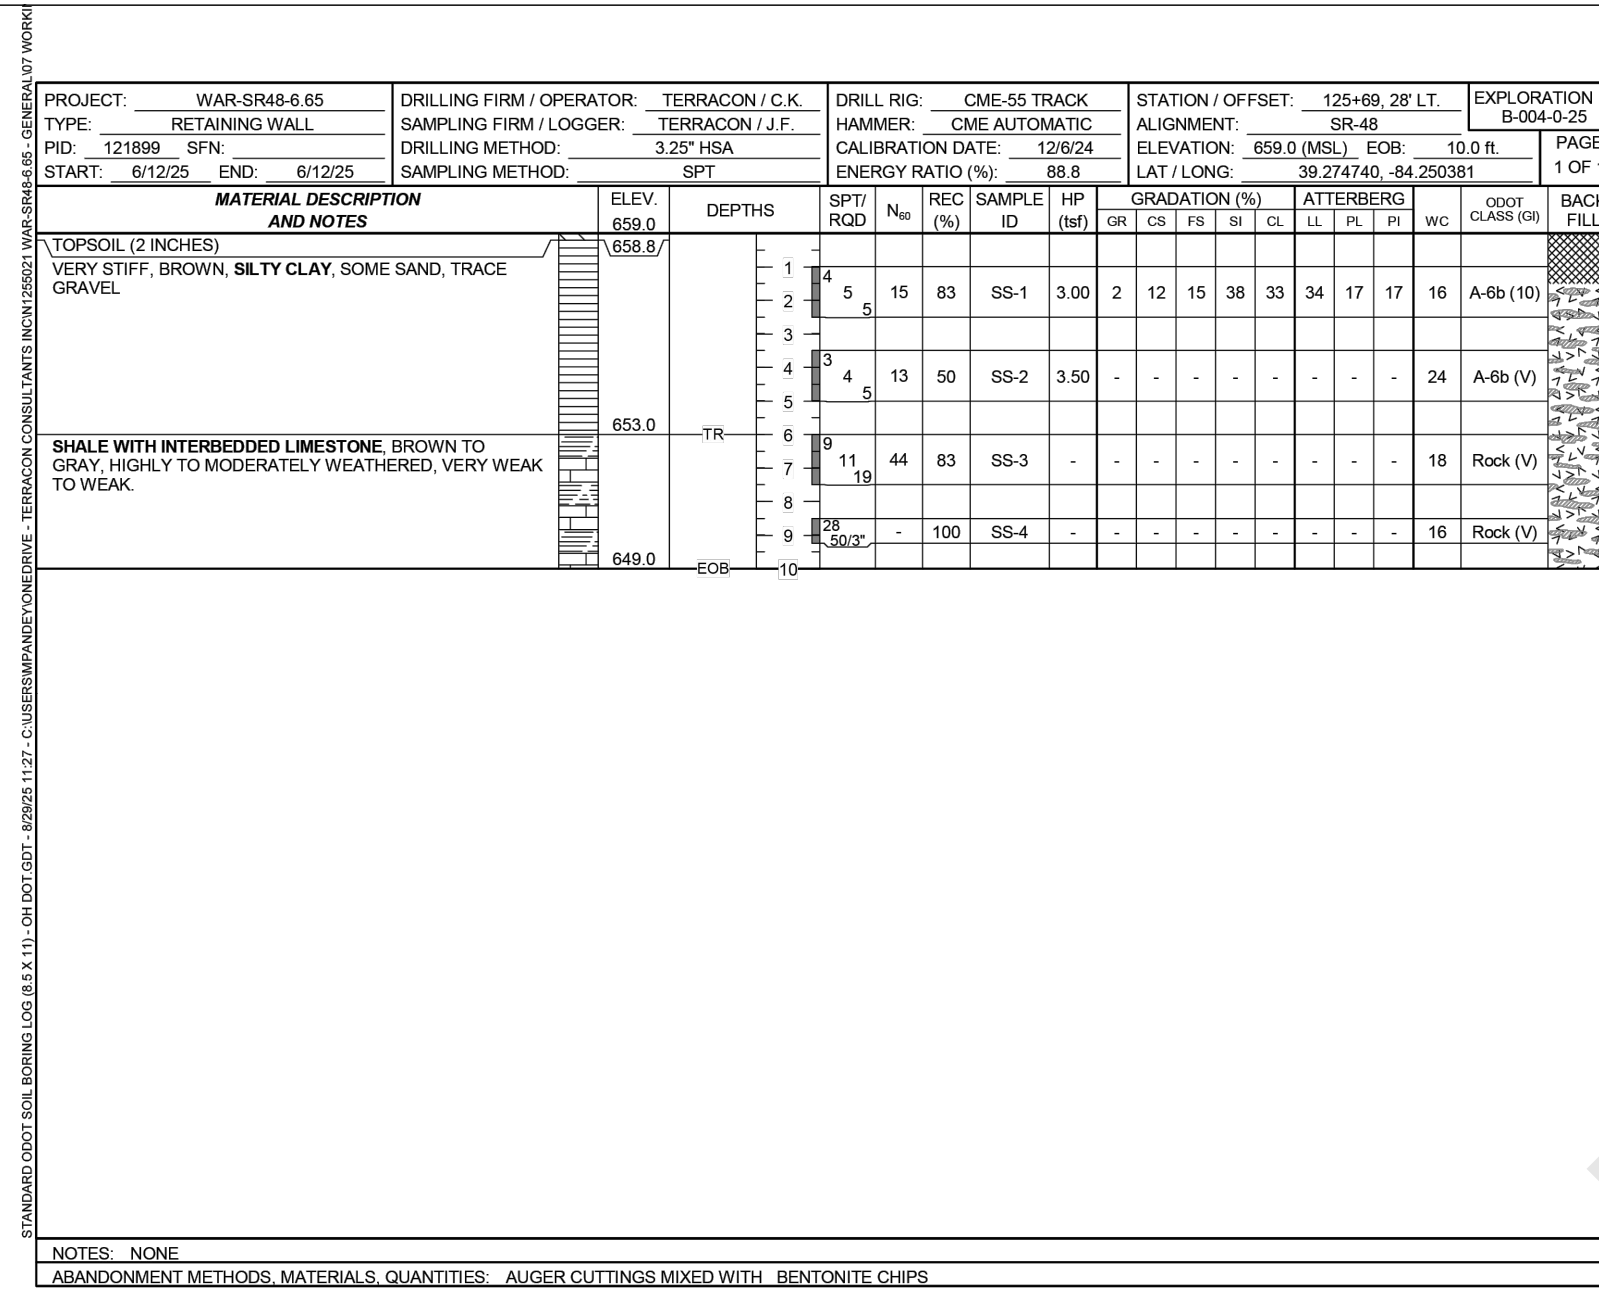 STANDARD ODOT SOIL BORING LOG (8.5 X 11) - OH DOT.GDT - 8/29/25 11:27 - C:\USERS\MPANDEY\ONEDRIVE - TERRACON CONSULTANTS INC\N1255021 WAR-SR48-6.65 - GENERAL\07 WORKI
PROJECT: WAR-SR48-6.65 DRILLING FIRM / OPERATOR: TERRACON / C.K. DRILL RIG: CME-55 TRACK STATION / OFFSET: 125+69, 28' LT. EXPLORATION
TYPE: RETAINING WALL SAMPLING FIRM / LOGGER: TERRACON / J.F. HAMMER: CME AUTOMATIC ALIGNMENT: SR-48 B-004-0-25
PID: 121899 SFN: DRILLING METHOD: 3.25" HSA CALIBRATION DATE: 12/6/24 ELEVATION: 659.0 (MSL) EOB: 10.0 ft. PAGE
START: 6/12/25 END: 6/12/25 SAMPLING METHOD: SPT ENERGY RATIO (%): 88.8 LAT / LONG: 39.274740, -84.250381 1 OF
MATERIAL DESCRIPTION ELEV. DEPTHS SPT/ N60 REC SAMPLE HP GRADATION (%) ATTERBERG ODOT BACK
AND NOTES 659.0 RQD (%) ID (tsf) GR CS FS SI CL LL PL PI WC CLASS (GI) FILL
TOPSOIL (2 INCHES) 658.8
VERY STIFF, BROWN, SILTY CLAY, SOME SAND, TRACE 1 4
GRAVEL 2 5 5 15 83 SS-1 3.00 2 12 15 38 33 34 17 17 16 A-6b (10)
3
4 3 4 5 13 50 SS-2 3.50 - - - - - - - - 24 A-6b (V)
5
653.0
TR 6
SHALE WITH INTERBEDDED LIMESTONE, BROWN TO 9
GRAY, HIGHLY TO MODERATELY WEATHERED, VERY WEAK 7 11 19 44 83 SS-3 - - - - - - - - - 18 Rock (V)
TO WEAK.
8
9 28 50/3" - 100 SS-4 - - - - - - - - - 16 Rock (V)
649.0
EOB 10
NOTES: NONE
ABANDONMENT METHODS, MATERIALS, QUANTITIES: AUGER CUTTINGS MIXED WITH BENTONITE CHIPS